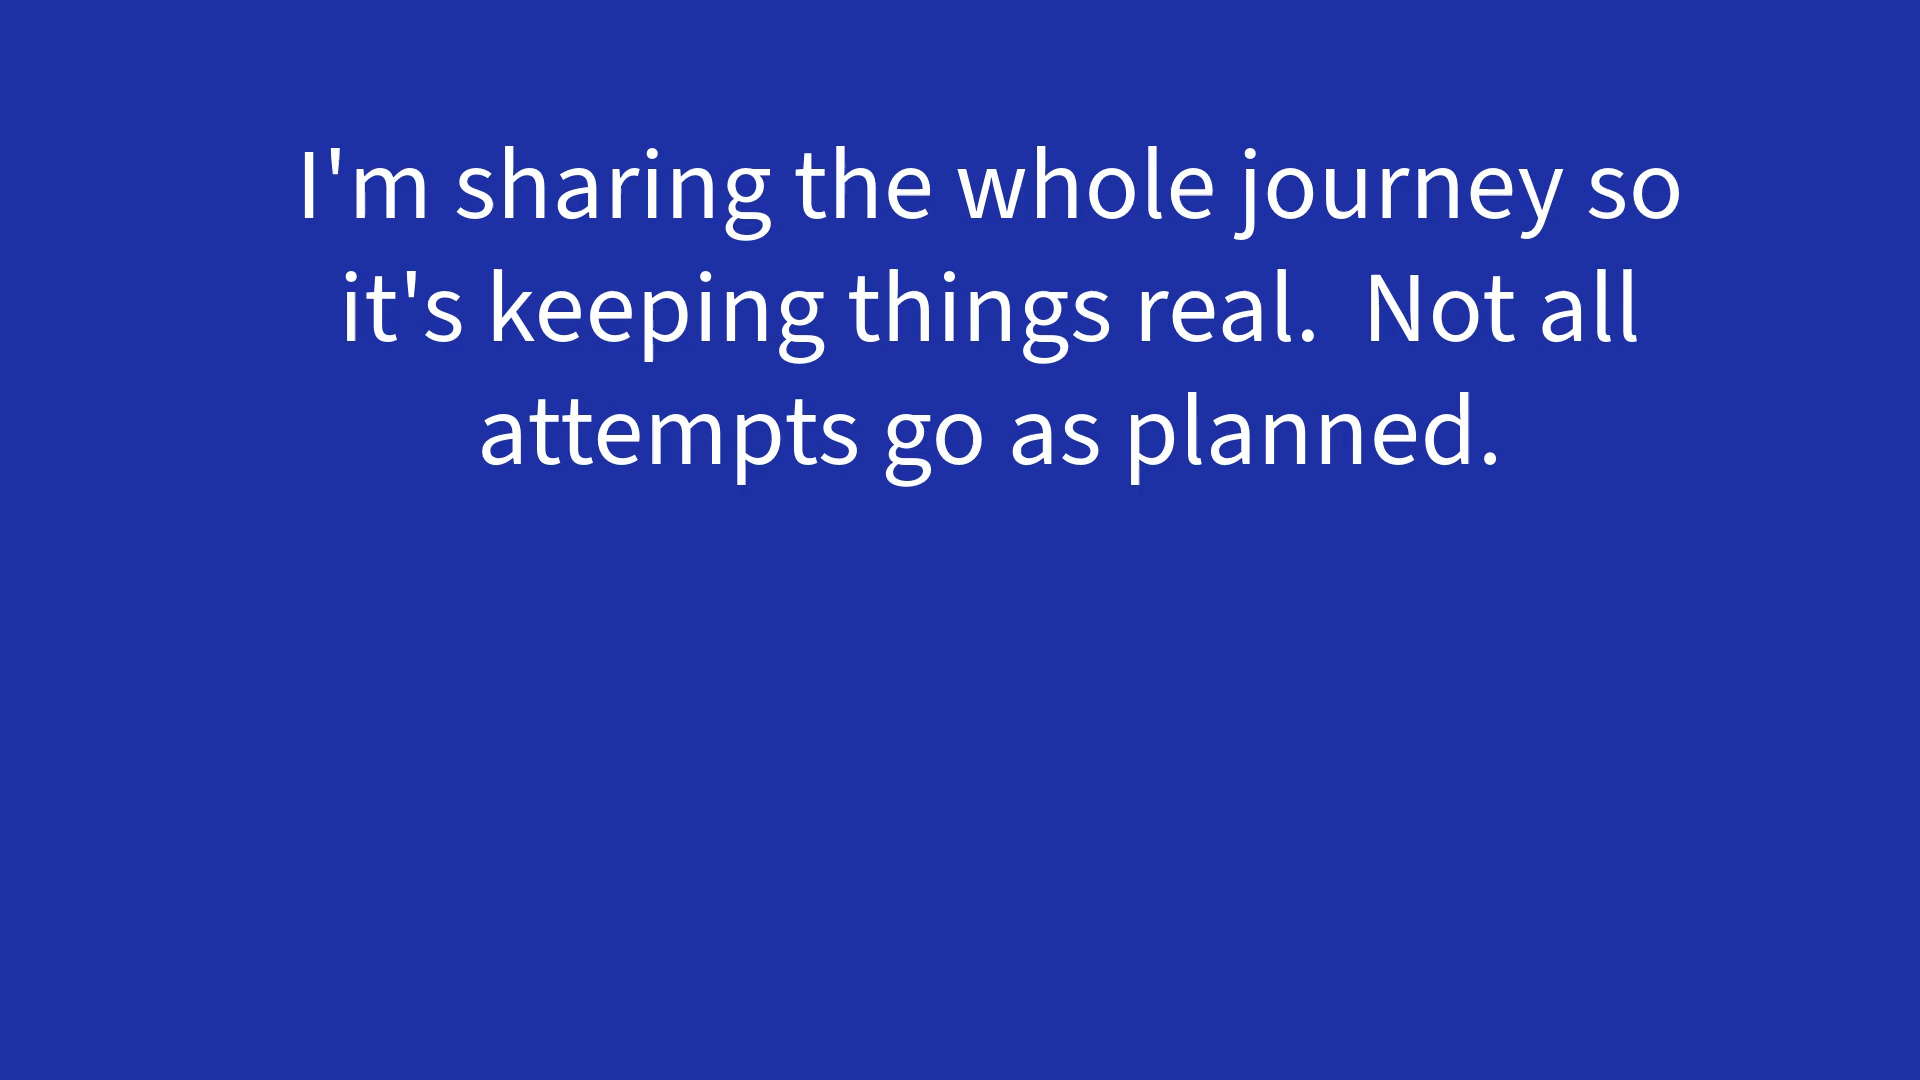 I'm sharing the whole journey so
it's keeping things real.  Not all
attempts go as planned.